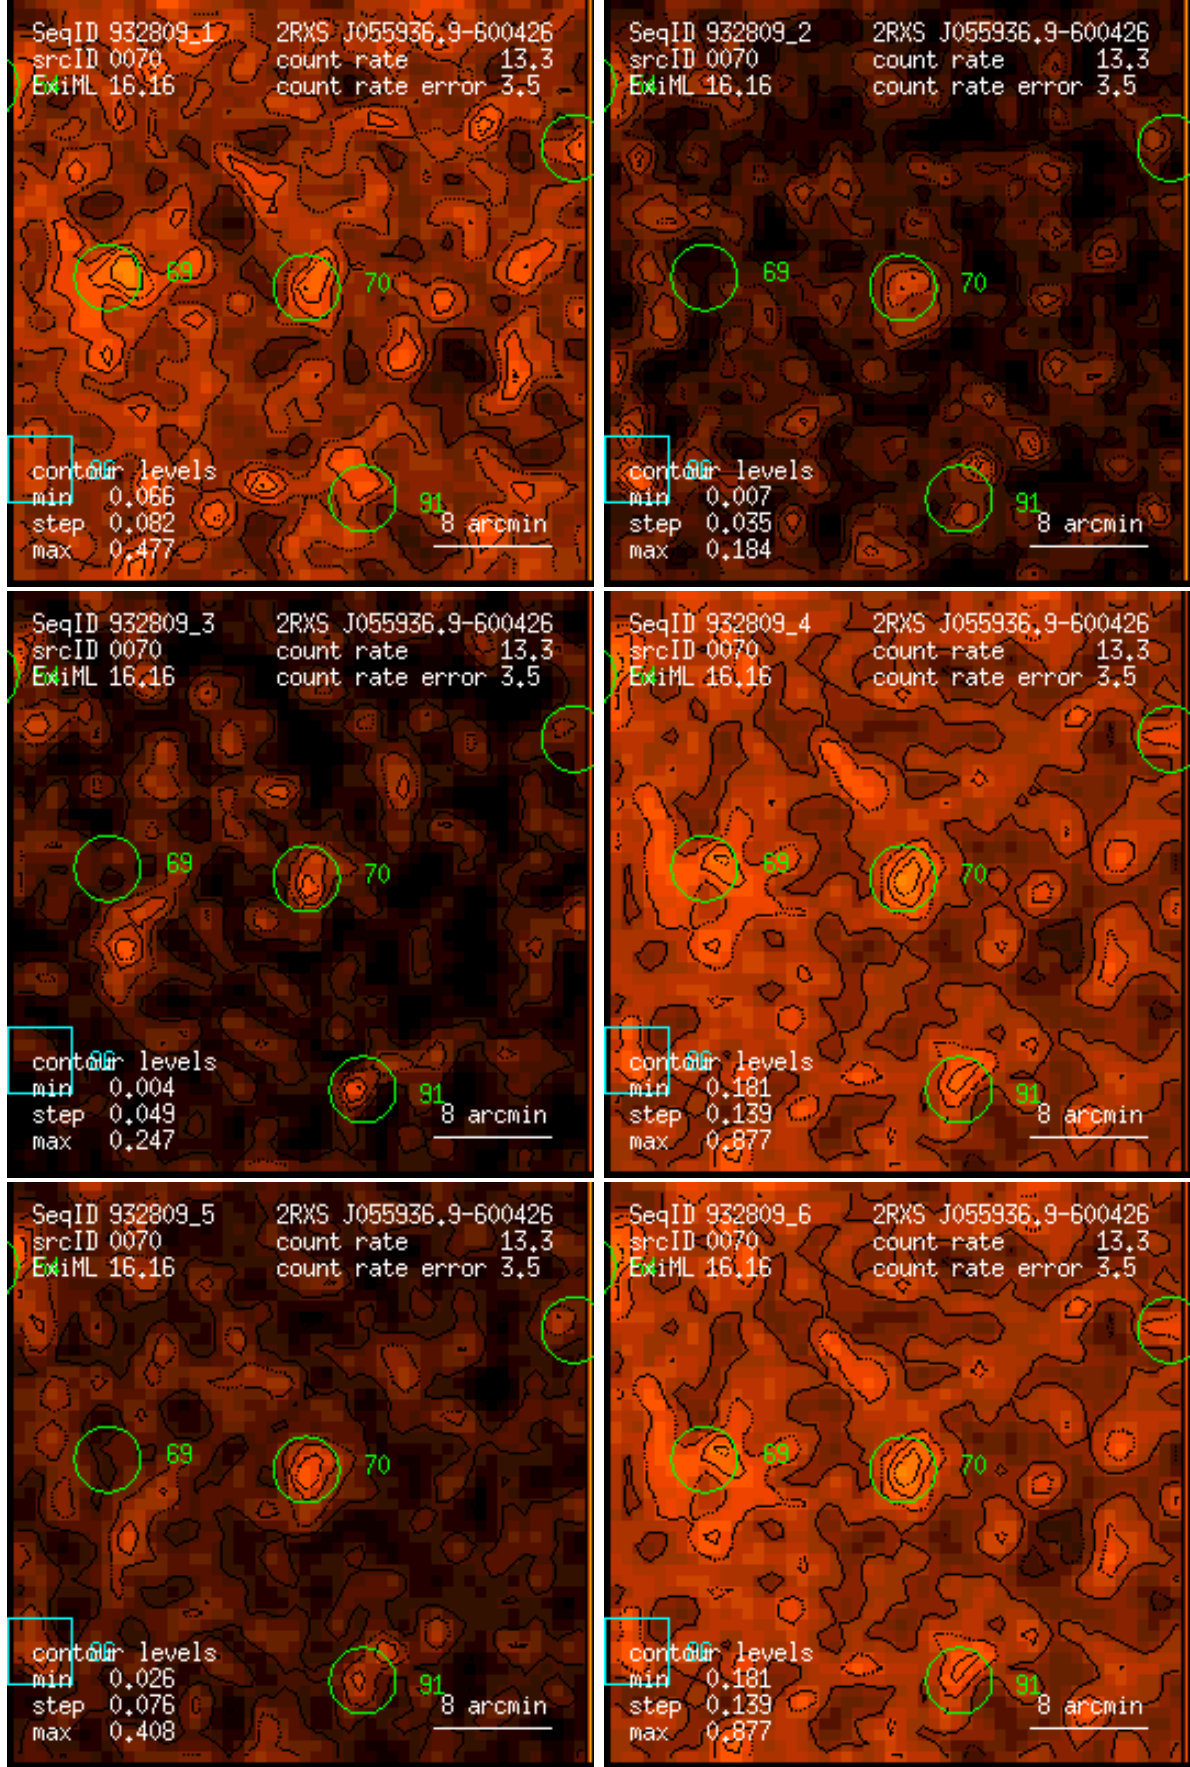 SeqID 932809_1 2RXS J055936.9-600426
srcID 0070 count rate 13.3
ExiML 16.16 count rate error 3.5
69
70
contour levels
min 0.066 91
step 0.082 8 arcmin
max 0.477
SeqID 932809_2 2RXS J055936.9-600426
srcID 0070 count rate 13.3
ExiML 16.16 count rate error 3.5
69
70
contour levels
min 0.007 91
step 0.035 8 arcmin
max 0.184
SeqID 932809_3 2RXS J055936.9-600426
srcID 0070 count rate 13.3
ExiML 16.16 count rate error 3.5
69
70
contour levels
min 0.004 91
step 0.049 8 arcmin
max 0.247
SeqID 932809_4 2RXS J055936.9-600426
srcID 0070 count rate 13.3
ExiML 16.16 count rate error 3.5
69
70
contour levels
min 0.181 91
step 0.139 8 arcmin
max 0.877
SeqID 932809_5 2RXS J055936.9-600426
srcID 0070 count rate 13.3
ExiML 16.16 count rate error 3.5
69
70
contour levels
min 0.026 91
step 0.076 8 arcmin
max 0.408
SeqID 932809_6 2RXS J055936.9-600426
srcID 0070 count rate 13.3
ExiML 16.16 count rate error 3.5
69
70
contour levels
min 0.181 91
step 0.139 8 arcmin
max 0.877